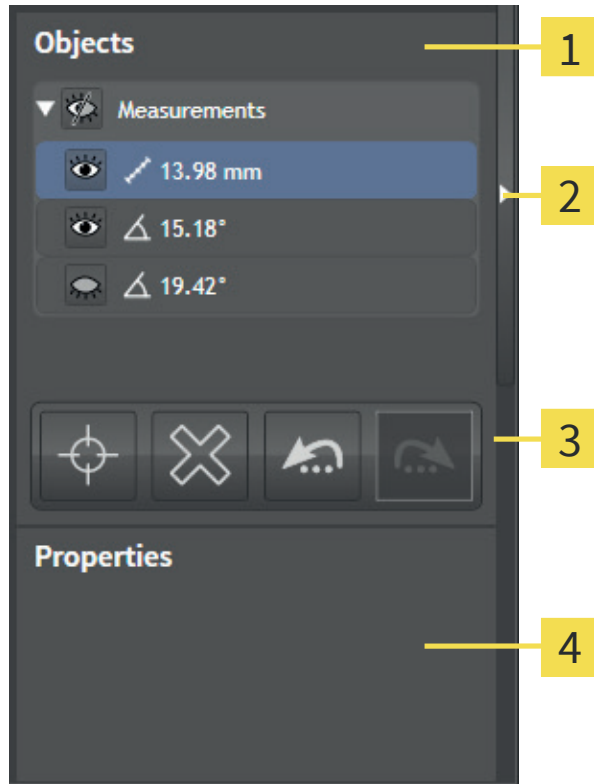 Objects
1
Measurements
13.98 mm
2
15.18°
19.42°
3
Properties
4